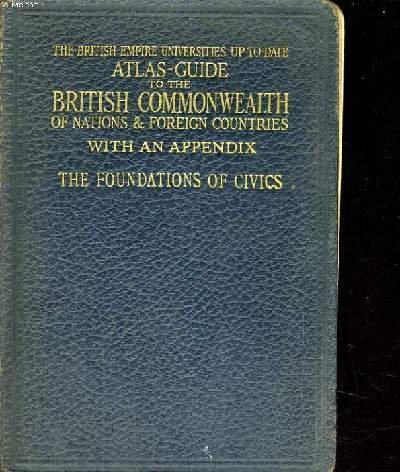 THE BRITISH EMPIRE UNIVERSITIES UP TO DATE
ATLAS-GUIDE
TO THE
BRITISH COMMONWEALTH
OF NATIONS & FOREIGN COUNTRIES
WITH AN APPENDIX
THE FOUNDATIONS OF CIVICS